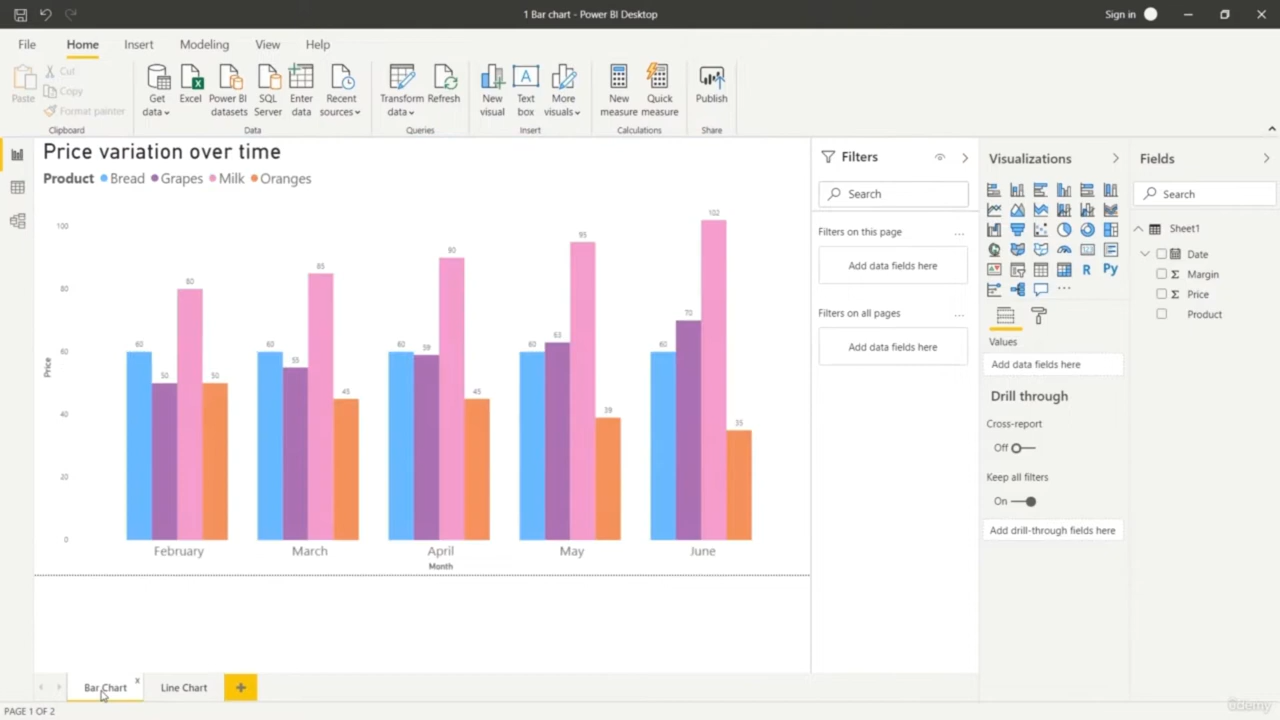 1 Bar chart - Power BI Desktop
Sign in
File Home Insert Modeling View Help
Paste
Cut
Copy
Format painter
Clipboard
Get data
Excel
Power BI datasets
SQL Server
Enter data
Recent sources
Data
Transform data
Refresh
Queries
New visual
Text box
More visuals
Insert
New measure
Quick measure
Calculations
Publish
Share
Price variation over time
Product Bread Grapes Milk Oranges
100
80
60
40
20
0
Price
60 50 80 50
60 55 85 45
60 59 90 45
60 63 95 39
60 70 102 35
February March April May June
Month
Filters
Search
Filters on this page ...
Add data fields here
Filters on all pages ...
Add data fields here
Visualizations
R Py
...
Values
Add data fields here
Drill through
Cross-report
Off
Keep all filters
On
Add drill-through fields here
Fields
Search
Sheet1
Date
Σ Margin
Σ Price
Product
Bar Chart x
Line Chart
+
PAGE 1 OF 2
ûdemy